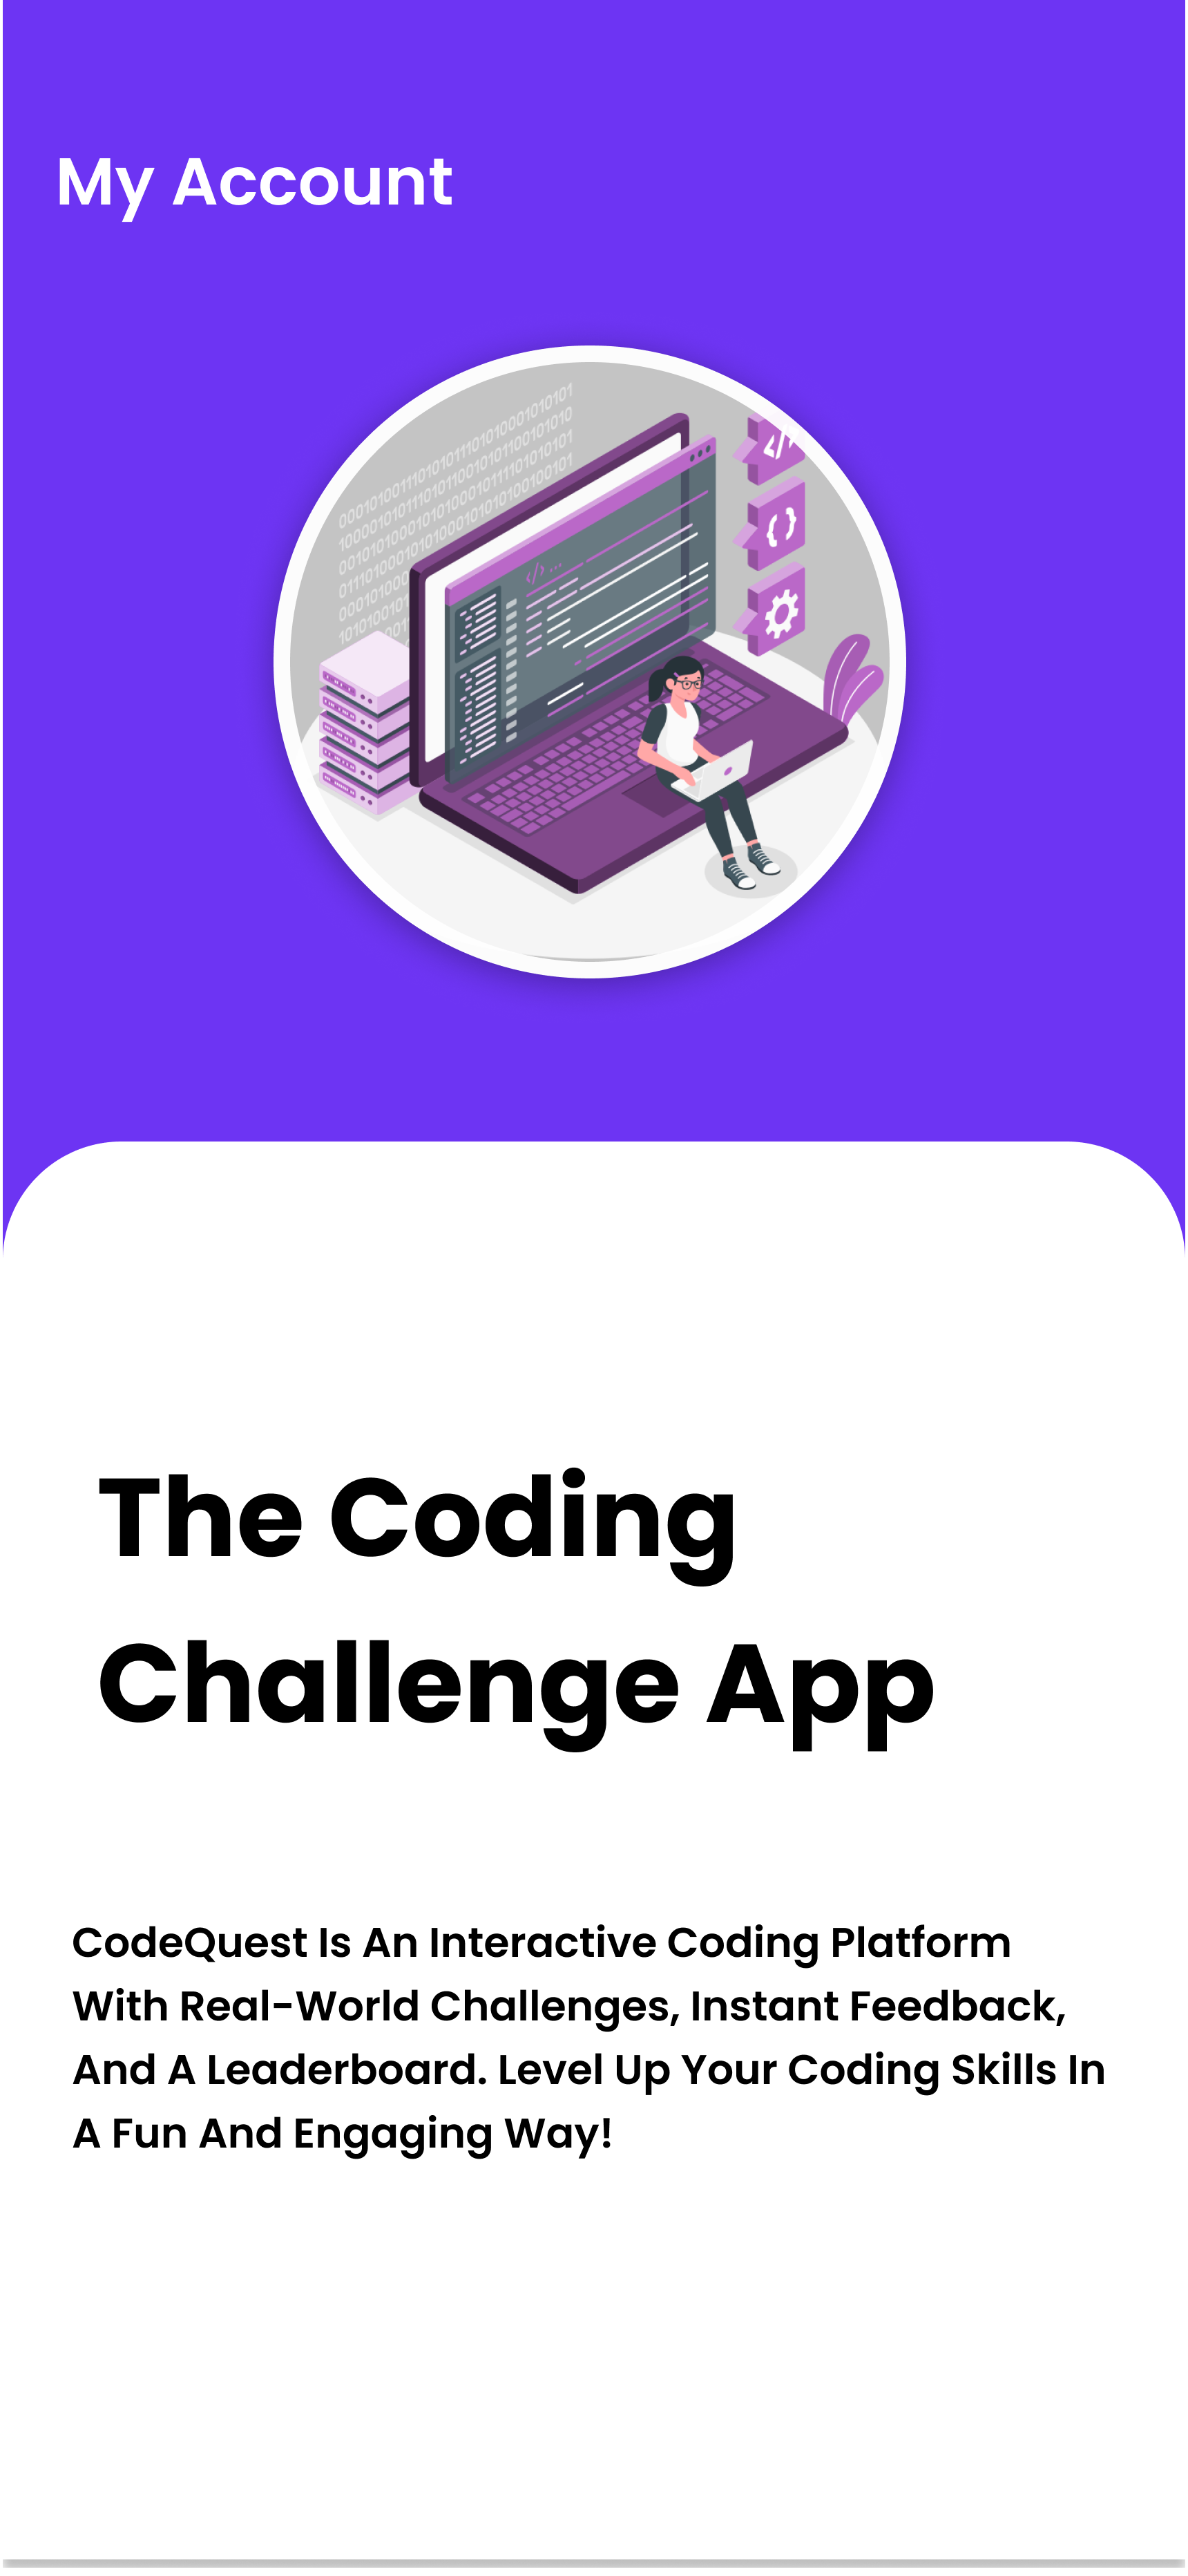 My Account
000101001110101011101010001010101
The Coding
Challenge App
CodeQuest Is An Interactive Coding Platform
With Real-World Challenges, Instant Feedback,
And A Leaderboard. Level Up Your Coding Skills In
A Fun And Engaging Way!